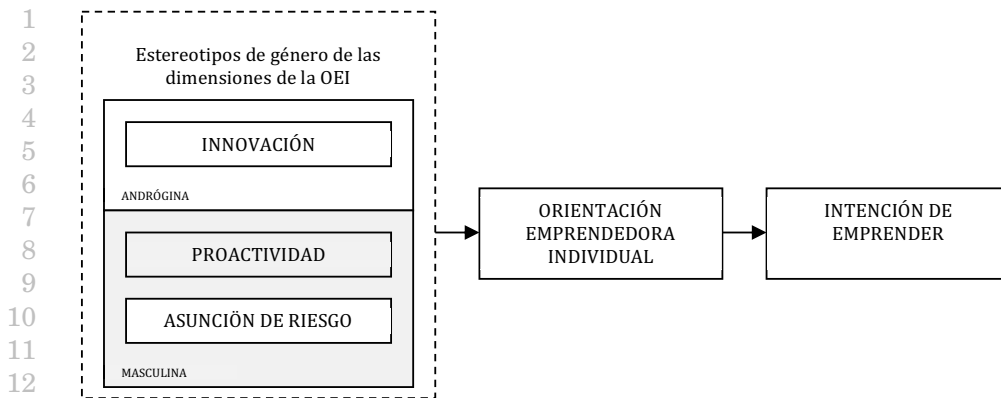 1
2
3
4
5
6
7
8
9
10
11
12
Estereotipos de género de las
dimensiones de la OEI
INNOVACIÓN
ANDRÓGINA
PROACTIVIDAD
ASUNCIÖN DE RIESGO
MASCULINA
ORIENTACIÓN
EMPRENDEDORA
INDIVIDUAL
INTENCIÓN DE
EMPRENDER